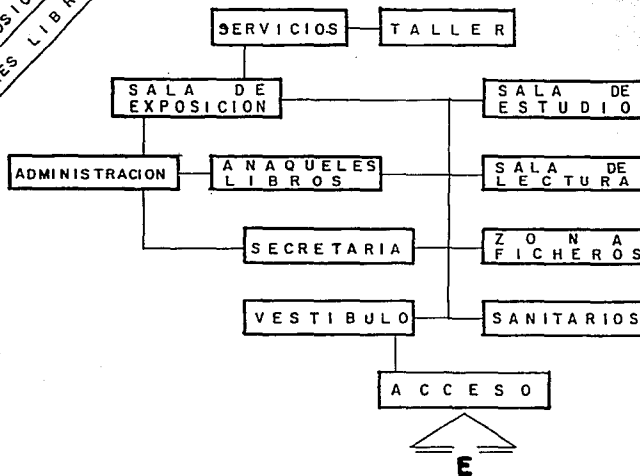 SERVICIOS
TALLER
SALA DE
EXPOSICION
SALA DE
ESTUDIO
ADMINISTRACION
ANAQUELES
LIBROS
SALA DE
LECTURA
SECRETARIA
ZONA
FICHEROS
VESTIBULO
SANITARIOS
ACCESO
E